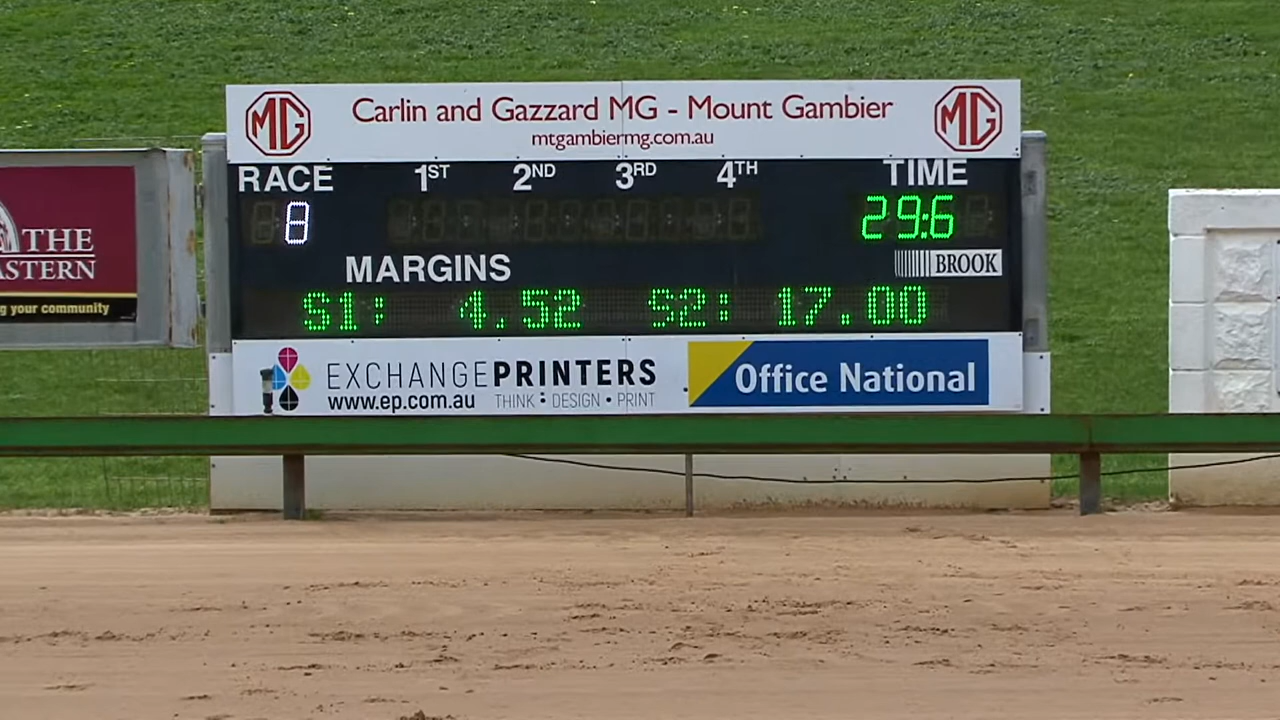 Carlin and Gazzard MG - Mount Gambier
MG
MG
mtgambiermg.com.au
RACE 1ST 2ND 3RD 4TH TIME
8 29:6
MARGINS BROOK
S1: 4.52 S2: 17.00
EXCHANGEPRINTERS
www.ep.com.au THINK : DESIGN • PRINT
Office National
THE
your community